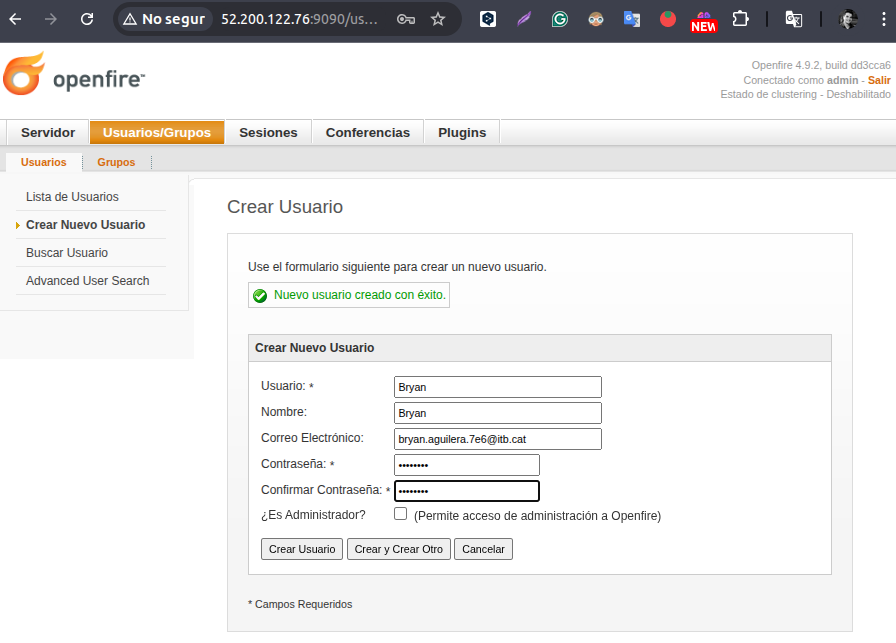 No segur 52.200.122.76:9090/us...
NEW
openfire™
Openfire 4.9.2, build dd3cca6
Conectado como admin - Salir
Estado de clustering - Deshabilitado
Servidor Usuarios/Grupos Sesiones Conferencias Plugins
Usuarios Grupos
Lista de Usuarios
Crear Nuevo Usuario
Buscar Usuario
Advanced User Search
Crear Usuario
Use el formulario siguiente para crear un nuevo usuario.
Nuevo usuario creado con éxito.
Crear Nuevo Usuario
Usuario: * Bryan
Nombre: Bryan
Correo Electrónico: bryan.aguilera.7e6@itb.cat
Contraseña: * ••••••••
Confirmar Contraseña: * ••••••••
¿Es Administrador? (Permite acceso de administración a Openfire)
Crear Usuario Crear y Crear Otro Cancelar
* Campos Requeridos